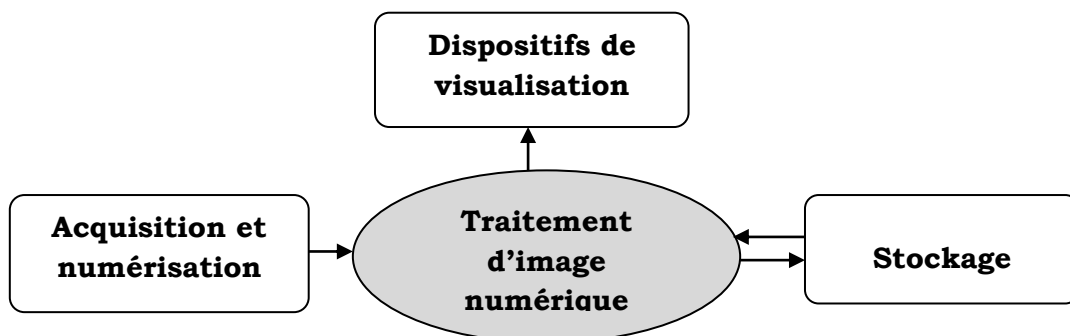 Dispositifs de
visualisation
Acquisition et
numérisation
Traitement
d’image
numérique
Stockage